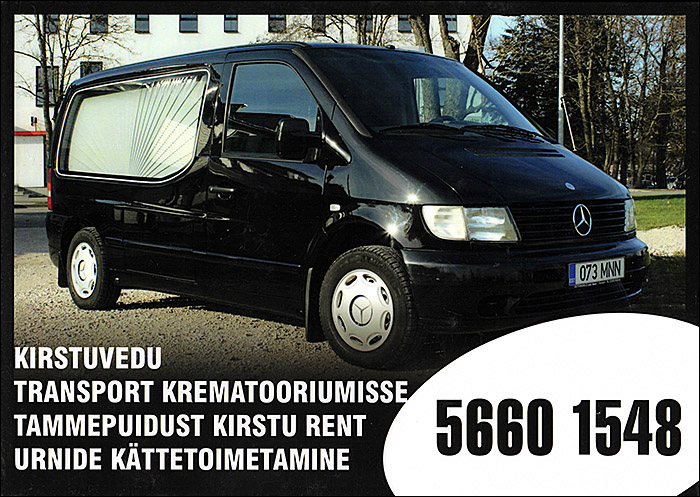 073 MNN
KIRSTUVEDU
TRANSPORT KREMATOORIUMISSE
TAMMEPUIDUST KIRSTU RENT
URNIDE KÄTTETOIMETAMINE
5660 1548